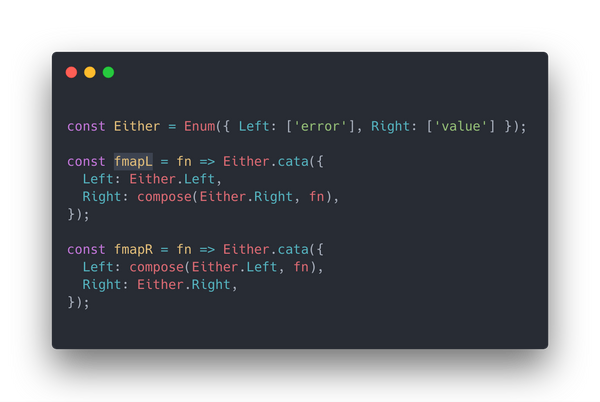 const Either = Enum({ Left: ['error'], Right: ['value'] });
const fmapL = fn => Either.cata({
Left: Either.Left,
Right: compose(Either.Right, fn),
});
const fmapR = fn => Either.cata({
Left: compose(Either.Left, fn),
Right: Either.Right,
});